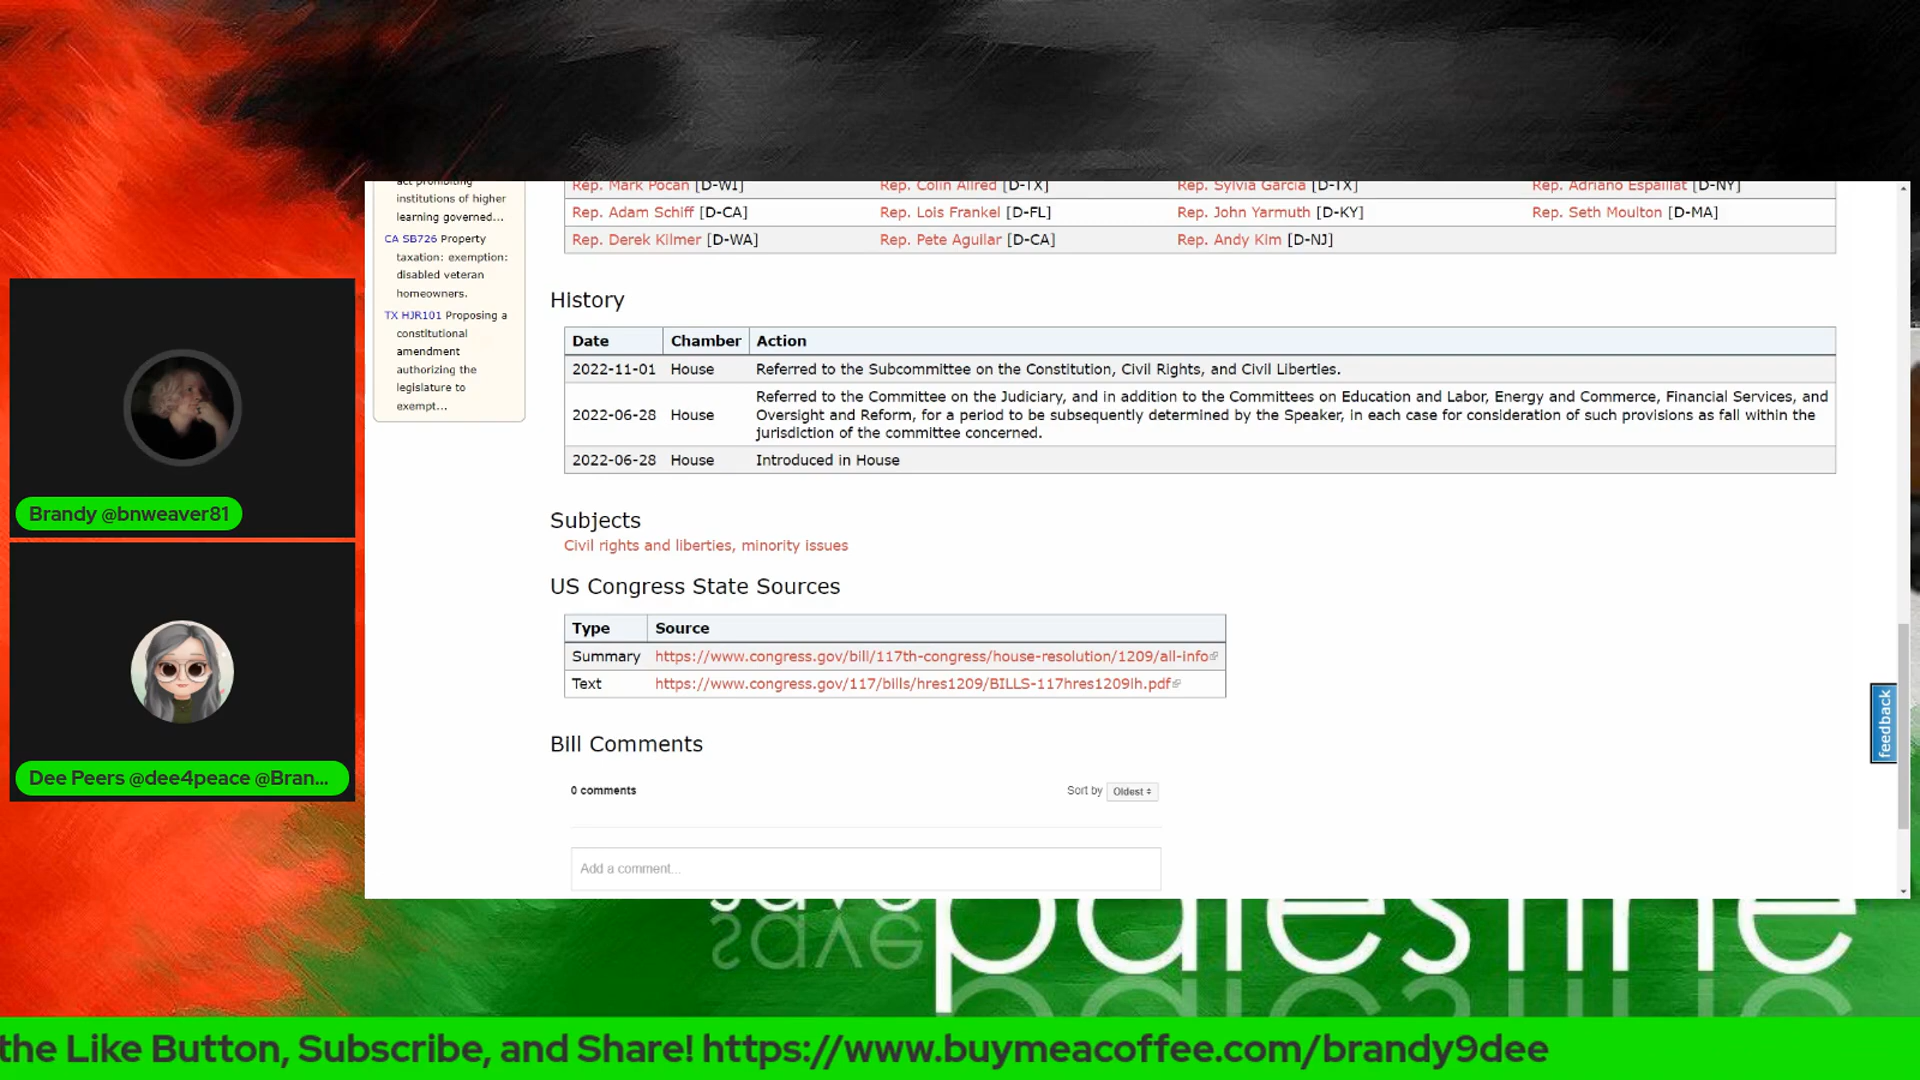 act prohibiting
institutions of higher
learning governed...
CA SB726 Property
taxation: exemption:
disabled veteran
homeowners.
TX HJR101 Proposing a
constitutional
amendment
authorizing the
legislature to
exempt...
Rep. Mark Pocan [D-WI] Rep. Colin Allred [D-TX] Rep. Sylvia Garcia [D-TX] Rep. Adriano Espaillat [D-NY]
Rep. Adam Schiff [D-CA] Rep. Lois Frankel [D-FL] Rep. John Yarmuth [D-KY] Rep. Seth Moulton [D-MA]
Rep. Derek Kilmer [D-WA] Rep. Pete Aguilar [D-CA] Rep. Andy Kim [D-NJ]
History
Date Chamber Action
2022-11-01 House Referred to the Subcommittee on the Constitution, Civil Rights, and Civil Liberties.
2022-06-28 House Referred to the Committee on the Judiciary, and in addition to the Committees on Education and Labor, Energy and Commerce, Financial Services, and
Oversight and Reform, for a period to be subsequently determined by the Speaker, in each case for consideration of such provisions as fall within the
jurisdiction of the committee concerned.
2022-06-28 House Introduced in House
Subjects
Civil rights and liberties, minority issues
US Congress State Sources
Type Source
Summary https://www.congress.gov/bill/117th-congress/house-resolution/1209/all-info
Text https://www.congress.gov/117/bills/hres1209/BILLS-117hres1209ih.pdf
Bill Comments
0 comments Sort by Oldest
Add a comment...
feedback
Brandy @bnweaver81
Dee Peers @dee4peace @Bran...
save palestine
the Like Button, Subscribe, and Share! https://www.buymeacoffee.com/brandy9dee